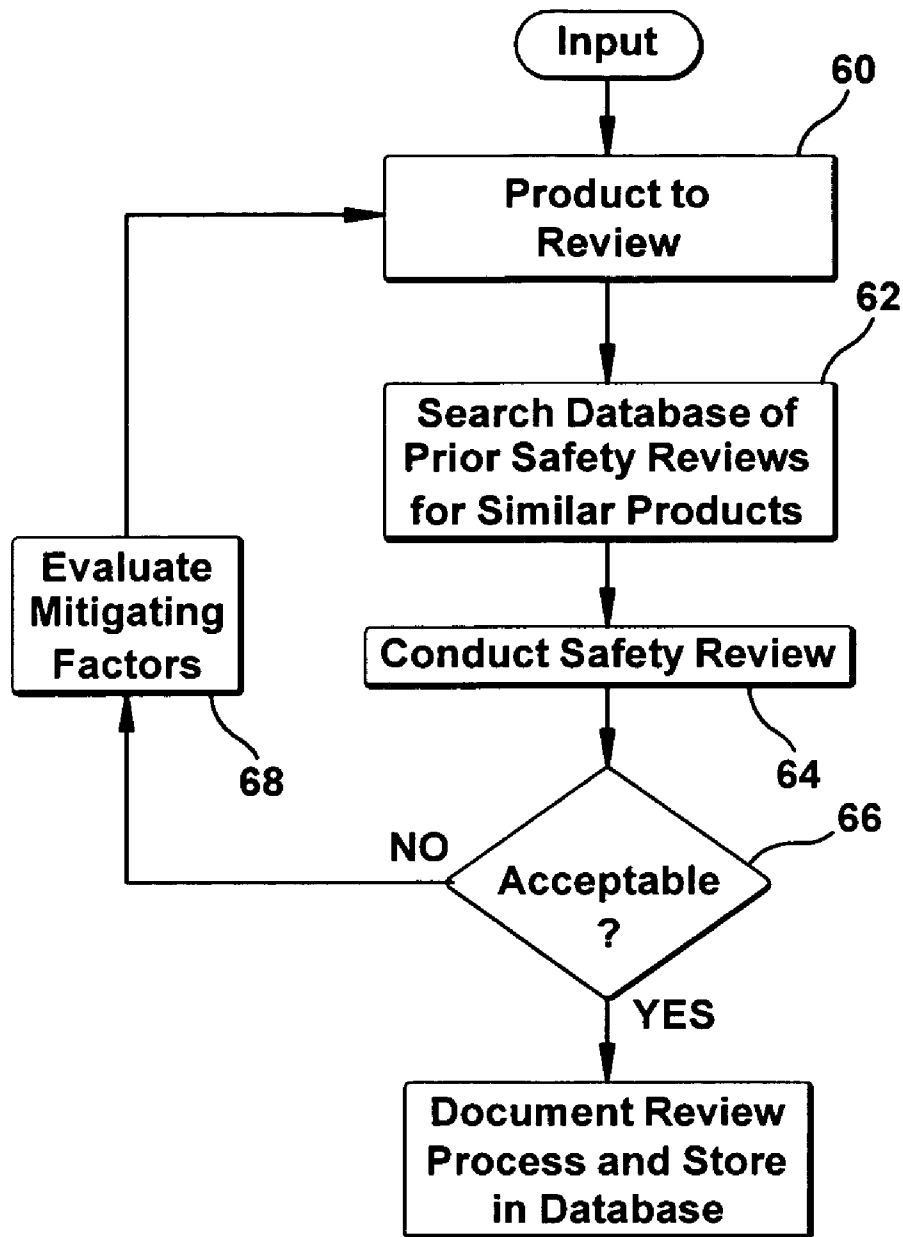 Input
60
Product to
Review
62
Search Database of
Prior Safety Reviews
for Similar Products
Evaluate
Mitigating
Factors
68
Conduct Safety Review
64
66
NO
Acceptable
?
YES
Document Review
Process and Store
in Database